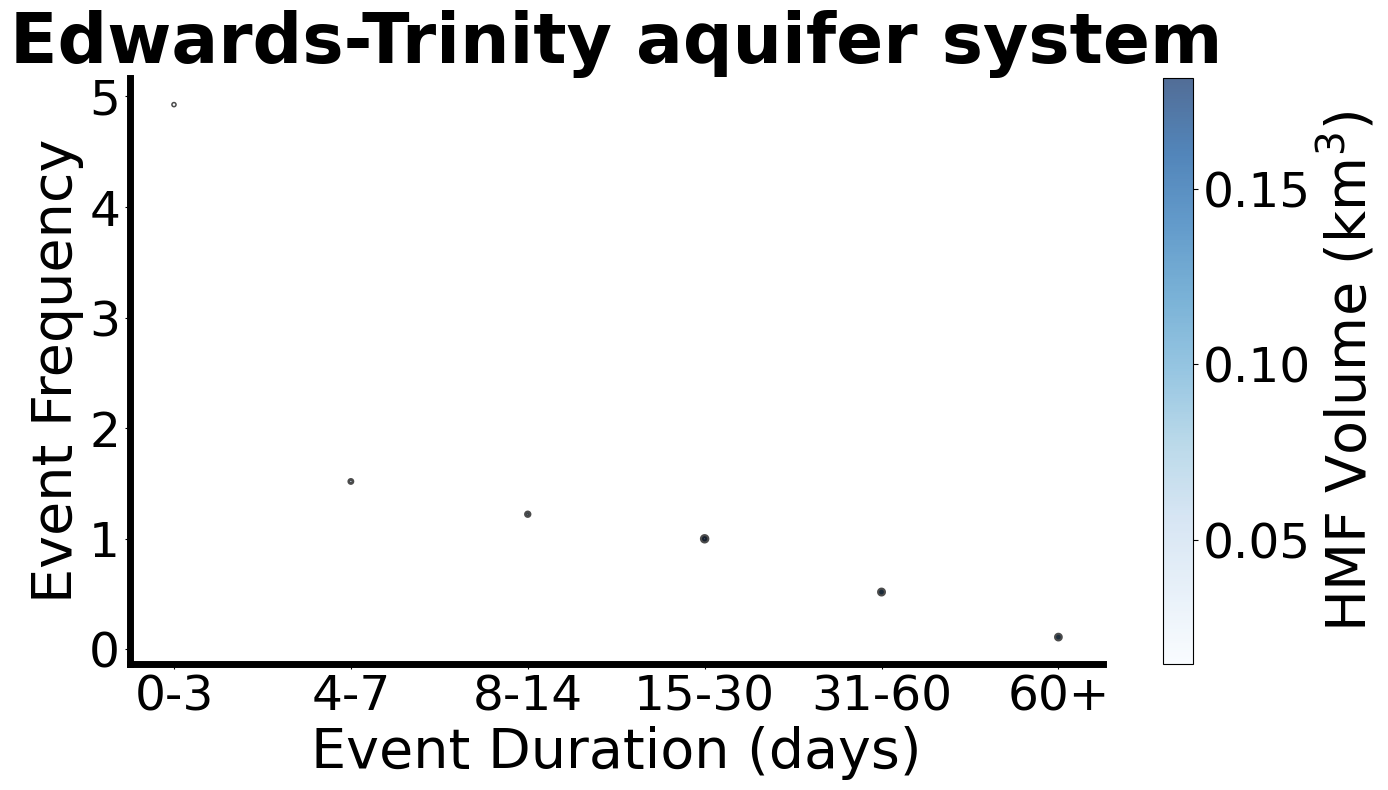 Edwards-Trinity aquifer system
Event Frequency
5
4
3
2
1
0
0-3 4-7 8-14 15-30 31-60 60+
Event Duration (days)
0.15
0.10
0.05
HMF Volume (km³)